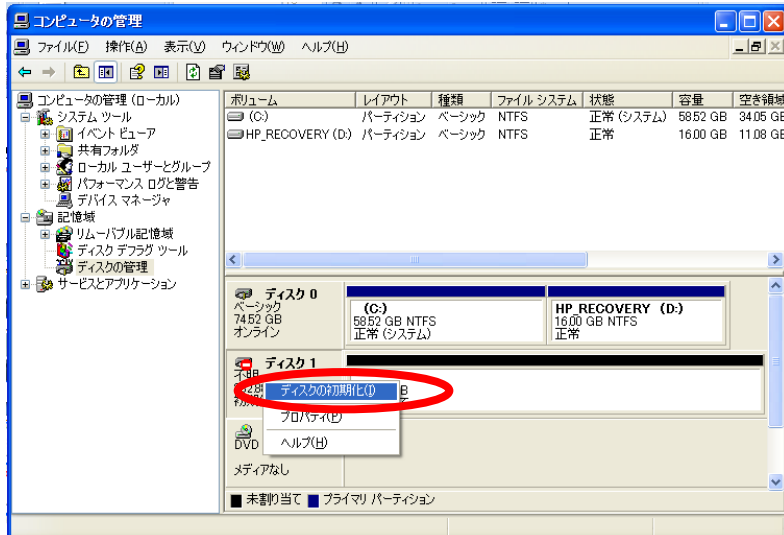 コンピュータの管理
ファイル(F) 操作(A) 表示(V) ウィンドウ(W) ヘルプ(H)
コンピュータの管理 (ローカル)
システム ツール
イベント ビューア
共有フォルダ
ローカル ユーザーとグループ
パフォーマンス ログと警告
デバイス マネージャ
記憶域
リムーバブル記憶域
ディスク デフラグ ツール
ディスクの管理
サービスとアプリケーション
ボリューム レイアウト 種類 ファイル システム 状態 容量 空き領域
(C:) パーティション ベーシック NTFS 正常 (システム) 58.52 GB 34.05 GB
HP_RECOVERY (D:) パーティション ベーシック NTFS 正常 16.00 GB 11.08 GB
ディスク 0
ベーシック
74.52 GB
オンライン
(C:)
58.52 GB NTFS
正常 (システム)
HP_RECOVERY (D:)
16.00 GB NTFS
正常
ディスク 1
不明
ディスクの初期化(I)
プロパティ(P)
ヘルプ(H)
DVD
メディアなし
未割り当て プライマリ パーティション